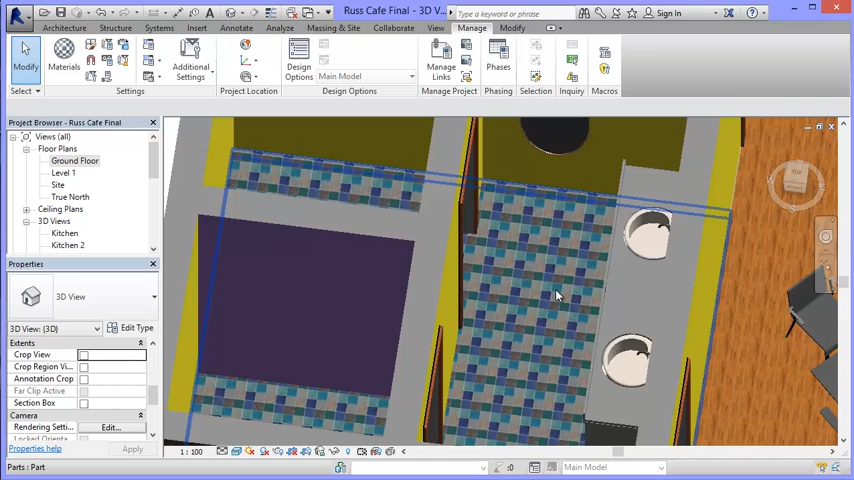 Russ Cafe Final - 3D V...
Type a keyword or phrase
Sign In
Architecture Structure Systems Insert Annotate Analyze Massing & Site Collaborate View Manage Modify
Modify
Materials
Additional
Settings
Design
Options
Main Model
Manage
Links
Phases
Select
Settings
Project Location
Design Options
Manage Project
Phasing
Selection
Inquiry
Macros
Project Browser - Russ Cafe Final
Views (all)
Floor Plans
Ground Floor
Level 1
Site
True North
Ceiling Plans
3D Views
Kitchen
Kitchen 2
Properties
3D View
3D View: {3D}
Edit Type
Extents
Crop View
Crop Region Vi...
Annotation Crop
Far Clip Active
Section Box
Camera
Rendering Setti...
Edit...
Locked Orienta...
Properties help
Apply
TOP
1 : 100
Parts : Part
:0
Main Model